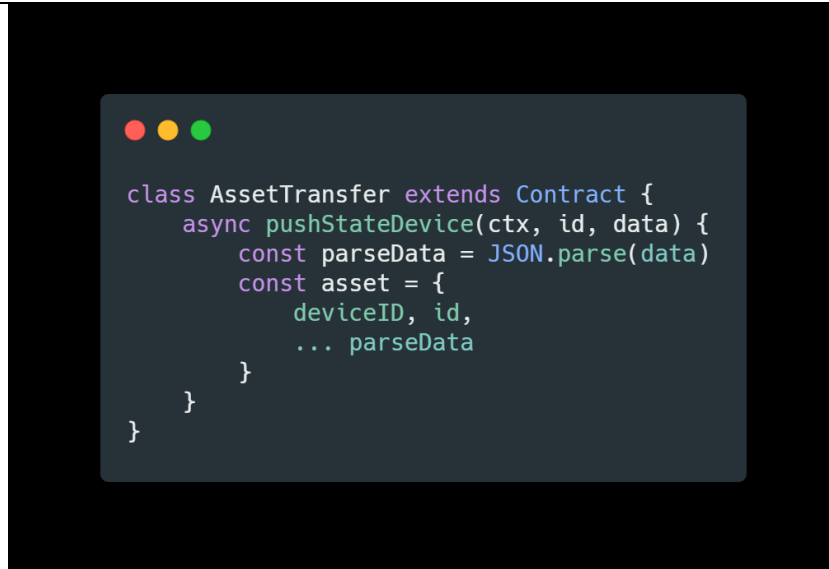 class AssetTransfer extends Contract {
    async pushStateDevice(ctx, id, data) {
        const parseData = JSON.parse(data)
        const asset = {
            deviceID, id,
            ... parseData
        }
    }
}